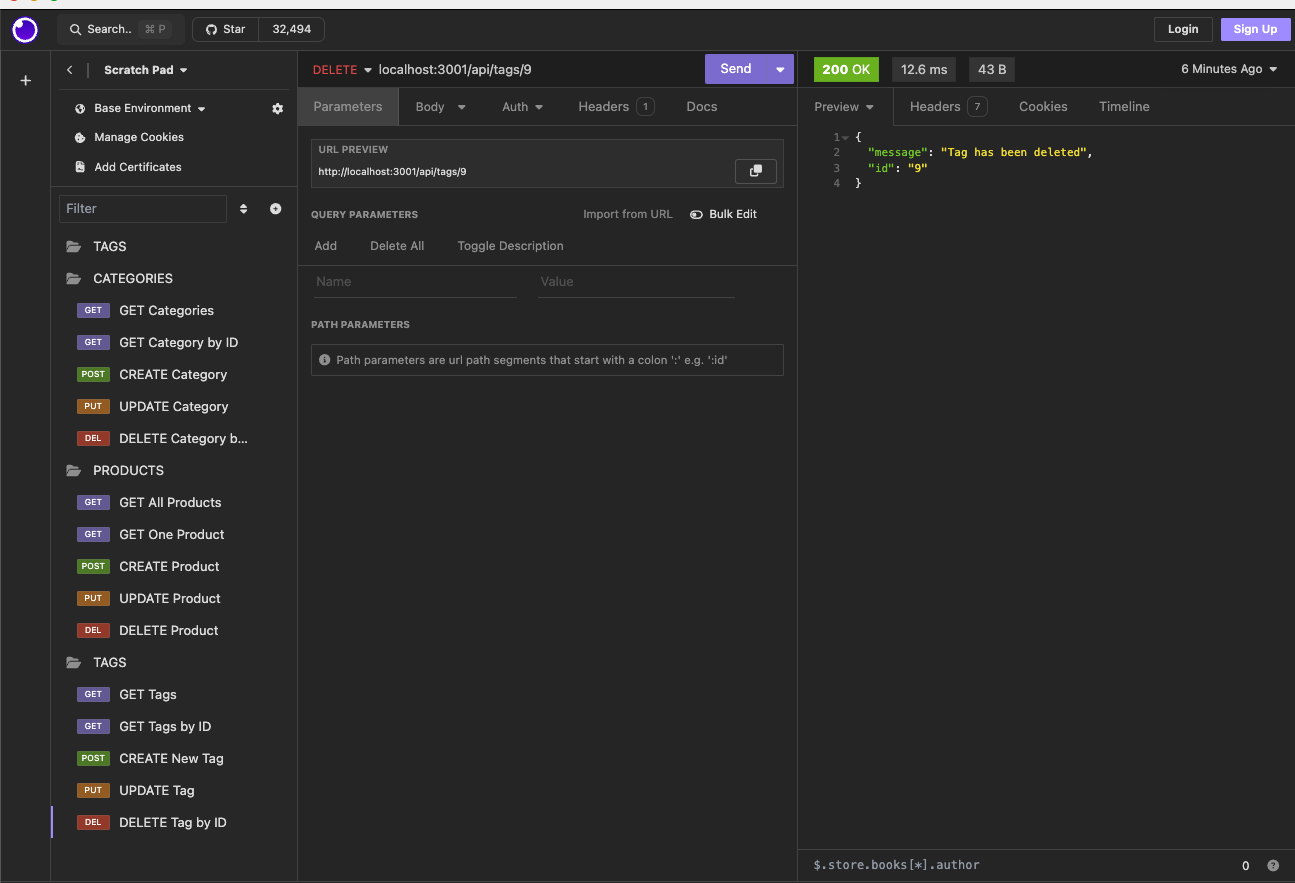 Search.. ⌘ P Star 32,494 Login Sign Up
Scratch Pad
Base Environment
Manage Cookies
Add Certificates
Filter
TAGS
CATEGORIES
GET GET Categories
GET GET Category by ID
POST CREATE Category
PUT UPDATE Category
DEL DELETE Category b...
PRODUCTS
GET GET All Products
GET GET One Product
POST CREATE Product
PUT UPDATE Product
DEL DELETE Product
TAGS
GET GET Tags
GET GET Tags by ID
POST CREATE New Tag
PUT UPDATE Tag
DEL DELETE Tag by ID
DELETE localhost:3001/api/tags/9 Send
Parameters Body Auth Headers 1 Docs
URL PREVIEW
http://localhost:3001/api/tags/9
QUERY PARAMETERS Import from URL Bulk Edit
Add Delete All Toggle Description
Name Value
PATH PARAMETERS
Path parameters are url path segments that start with a colon ':' e.g. ':id'
200 OK 12.6 ms 43 B 6 Minutes Ago
Preview Headers 7 Cookies Timeline
1 {
2 "message": "Tag has been deleted",
3 "id": "9"
4 }
$.store.books[*].author 0